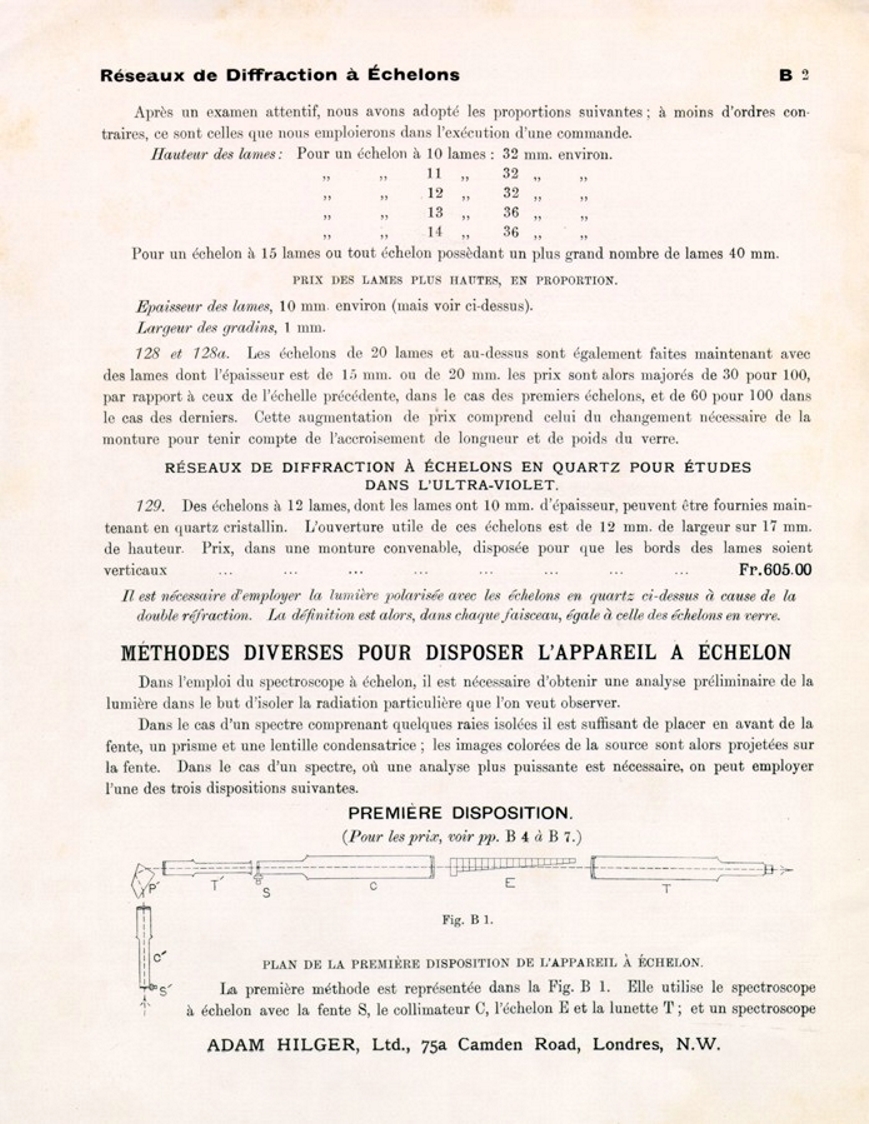 Réseaux de Diffraction à Échelons B 2
Après un examen attentif, nous avons adopté les proportions suivantes ; à moins d'ordres con-
traires, ce sont celles que nous emploierons dans l'exécution d'une commande.
Hauteur des lames : Pour un échelon à 10 lames : 32 mm. environ.
,, ,, 11 ,, 32 ,, ,,
,, ,, 12 ,, 32 ,, ,,
,, ,, 13 ,, 36 ,, ,,
,, ,, 14 ,, 36 ,, ,,
Pour un échelon à 15 lames ou tout échelon possèdant un plus grand nombre de lames 40 mm.
PRIX DES LAMES PLUS HAUTES, EN PROPORTION.
Epaisseur des lames, 10 mm. environ (mais voir ci-dessus).
Largeur des gradins, 1 mm.
128 et 128a. Les échelons de 20 lames et au-dessus sont également faites maintenant avec
des lames dont l'épaisseur est de 15 mm. ou de 20 mm. les prix sont alors majorés de 30 pour 100,
par rapport à ceux de l'échelle précédente, dans le cas des premiers échelons, et de 60 pour 100 dans
le cas des derniers. Cette augmentation de prix comprend celui du changement nécessaire de la
monture pour tenir compte de l'accroisement de longueur et de poids du verre.
RÉSEAUX DE DIFFRACTION À ÉCHELONS EN QUARTZ POUR ÉTUDES
DANS L'ULTRA-VIOLET.
129. Des échelons à 12 lames, dont les lames ont 10 mm. d'épaisseur, peuvent être fournies main-
tenant en quartz cristallin. L'ouverture utile de ces échelons est de 12 mm. de largeur sur 17 mm.
de hauteur. Prix, dans une monture convenable, disposée pour que les bords des lames soient
verticaux ... ... ... ... ... ... ... ... Fr. 605.00
Il est nécessaire d'employer la lumière polarisée avec les échelons en quartz ci-dessus à cause de la
double réfraction. La définition est alors, dans chaque faisceau, égale à celle des échelons en verre.
MÉTHODES DIVERSES POUR DISPOSER L'APPAREIL A ÉCHELON
Dans l'emploi du spectroscope à échelon, il est nécessaire d'obtenir une analyse préliminaire de la
lumière dans le but d'isoler la radiation particulière que l'on veut observer.
Dans le cas d'un spectre comprenant quelques raies isolées il est suffisant de placer en avant de la
fente, un prisme et une lentille condensatrice ; les images colorées de la source sont alors projetées sur
la fente. Dans le cas d'un spectre, où une analyse plus puissante est nécessaire, on peut employer
l'une des trois dispositions suivantes.
PREMIÈRE DISPOSITION.
(Pour les prix, voir pp. B 4 à B 7.)
P′ T′ S C E T
Fig. B 1.
C′
PLAN DE LA PREMIÈRE DISPOSITION DE L'APPAREIL À ÉCHELON.
S′
La première méthode est représentée dans la Fig. B 1. Elle utilise le spectroscope
à échelon avec la fente S, le collimateur C, l'échelon E et la lunette T ; et un spectroscope
ADAM HILGER, Ltd., 75a Camden Road, Londres, N.W.